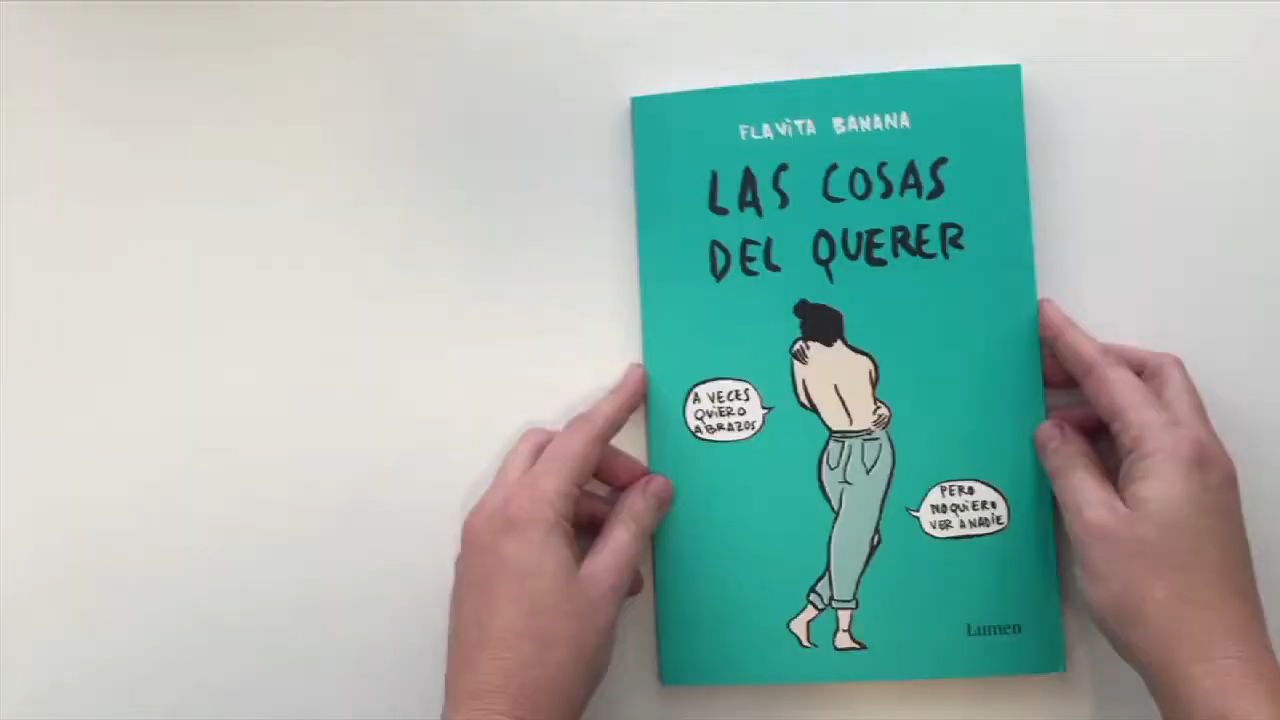 FLAViTA BANANA
LAS COSAS
DEL QUERER
A VECES
QUiERO
ABRAZOS
PERO
NO QUiERO
VER A NADiE
Lumen